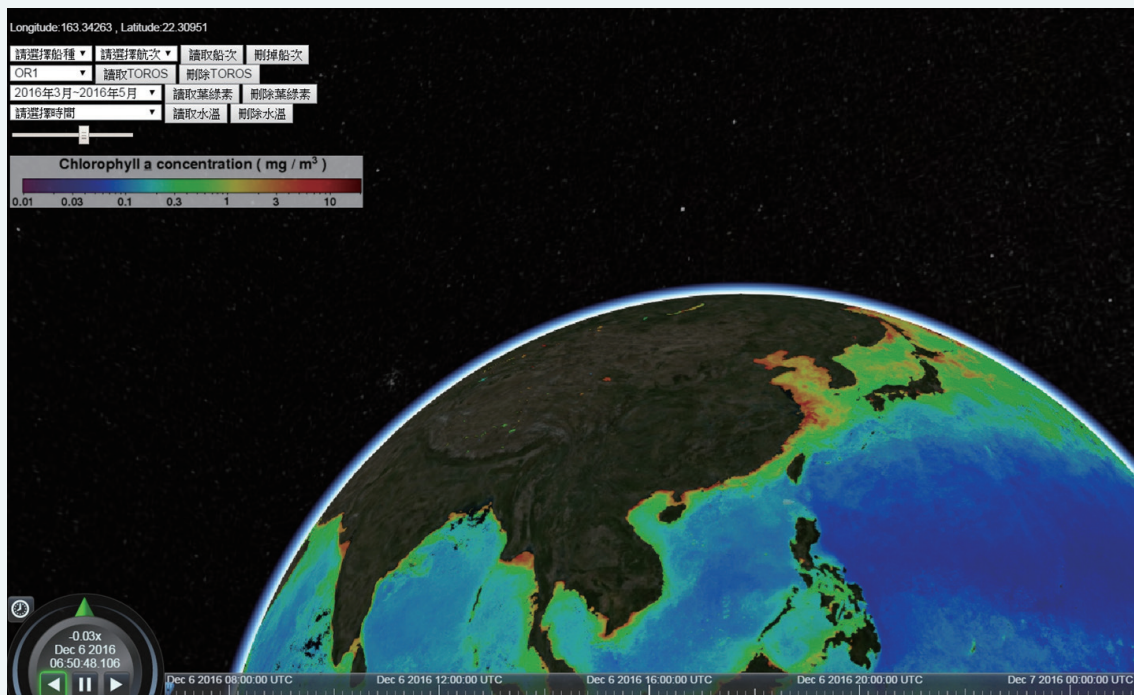 Longitude:163.34263 , Latitude:22.30951
請選擇船種 請選擇航次 讀取船次 刪掉船次
OR1 讀取TOROS 刪除TOROS
2016年3月~2016年5月 讀取葉綠素 刪除葉綠素
請選擇時間 讀取水溫 刪除水溫
Chlorophyll a concentration ( mg / m³ )
0.01 0.03 0.1 0.3 1 3 10
-0.03x
Dec 6 2016
06:50:48.106
Dec 6 2016 08:00:00 UTC Dec 6 2016 12:00:00 UTC Dec 6 2016 16:00:00 UTC Dec 6 2016 20:00:00 UTC Dec 7 2016 00:00:00 UTC